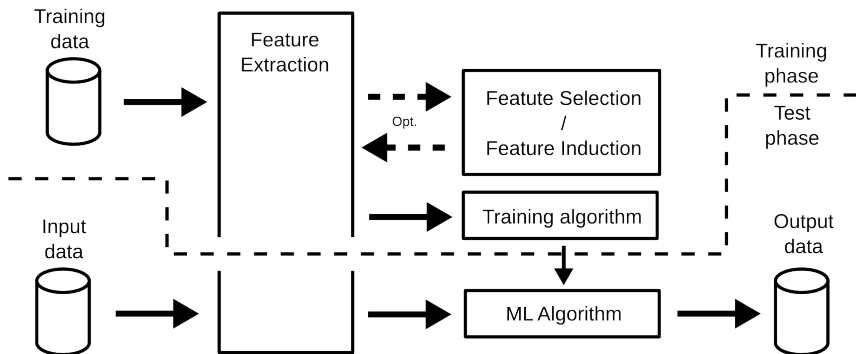 Training
data
Feature
Extraction
Training
phase
Featute Selection
/
Feature Induction
Opt.
Test
phase
Training algorithm
Input
data
Output
data
ML Algorithm